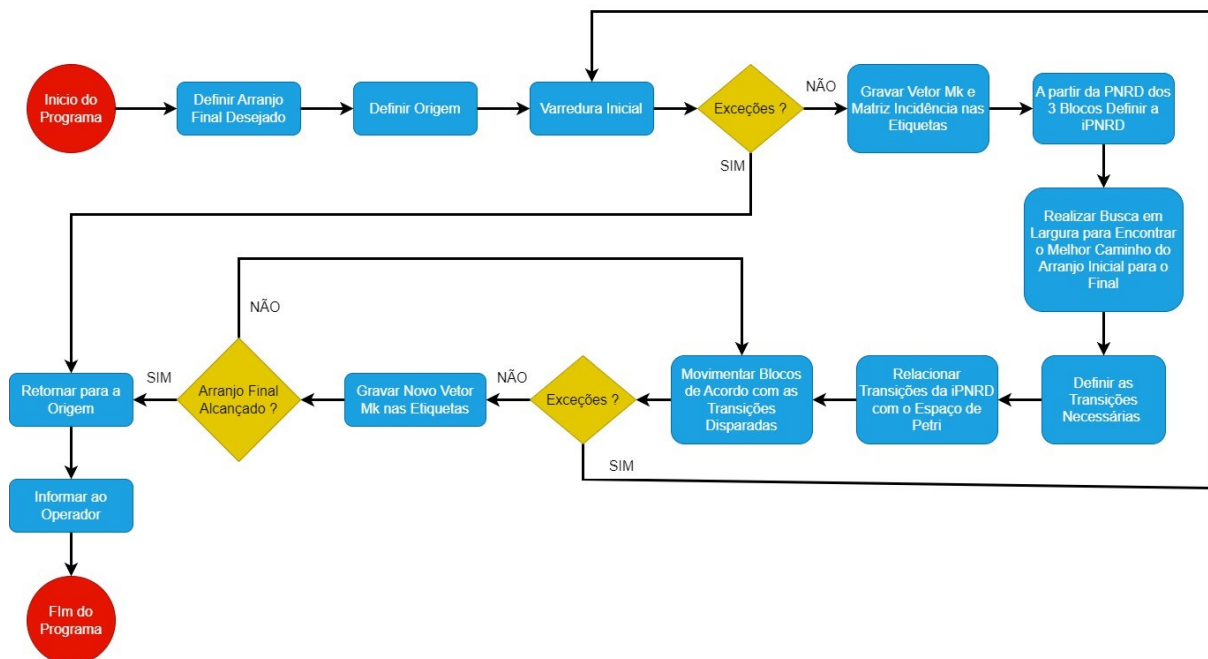 Inicio do
Programa
Definir Arranjo
Final Desejado
Definir Origem
Varredura Inicial
Exceções ?
NÃO
SIM
Gravar Vetor Mk e
Matriz Incidência nas
Etiquetas
A partir da PNRD dos
3 Blocos Definir a
iPNRD
Realizar Busca em
Largura para Encontrar
o Melhor Caminho do
Arranjo Inicial para o
Final
Definir as
Transições
Necessárias
Relacionar
Transições da iPNRD
com o Espaço de
Petri
Movimentar Blocos
de Acordo com as
Transições
Disparadas
Exceções ?
NÃO
SIM
Gravar Novo Vetor
Mk nas Etiquetas
Arranjo Final
Alcançado ?
NÃO
SIM
Retornar para a
Origem
Informar ao
Operador
FIm do
Programa